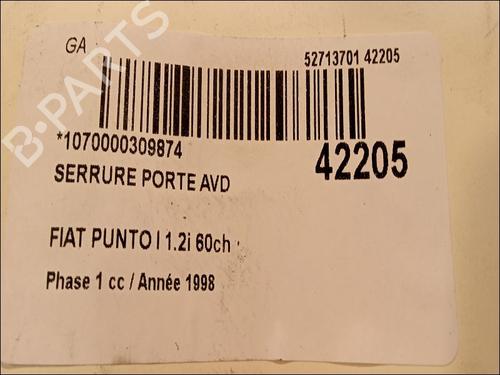 GA
52713701 42205
*1070000309874
42205
SERRURE PORTE AVD
FIAT PUNTO I 1.2i 60ch
Phase 1 cc / Année 1998
B-PARTS